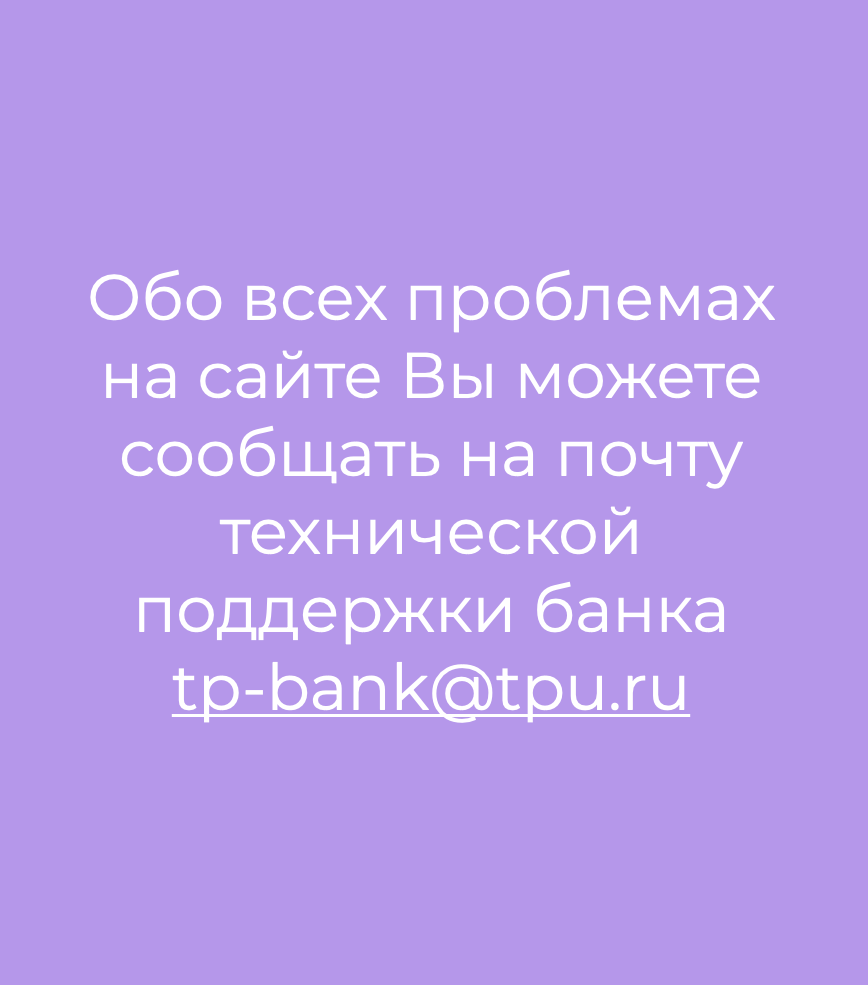 Обо всех проблемах
на сайте Вы можете
сообщать на почту
технической
поддержки банка
tp-bank@tpu.ru